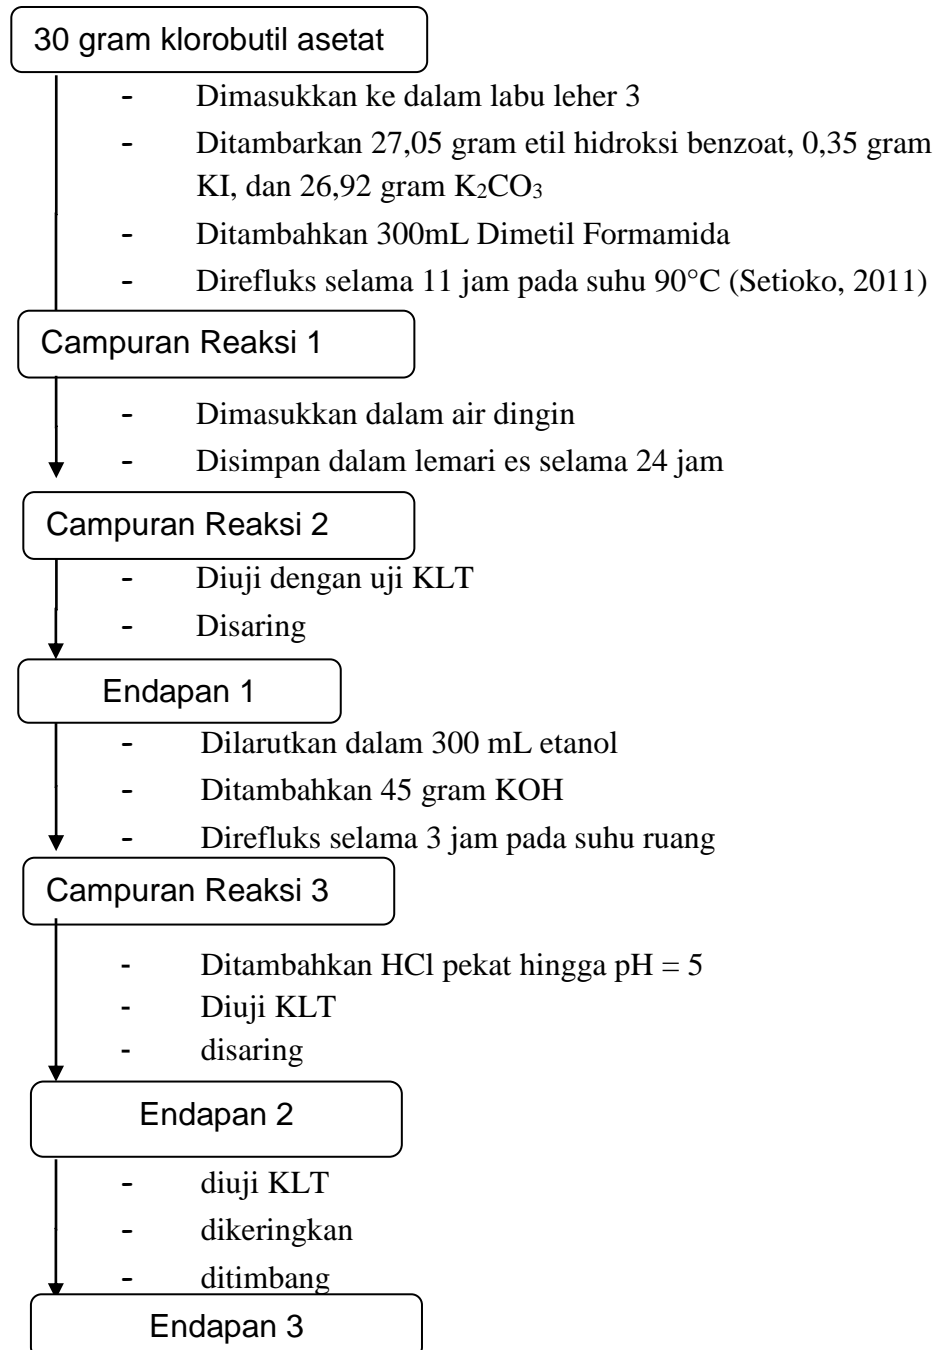 30 gram klorobutil asetat
- Dimasukkan ke dalam labu leher 3
- Ditambarkan 27,05 gram etil hidroksi benzoat, 0,35 gram
KI, dan 26,92 gram K₂CO₃
- Ditambahkan 300mL Dimetil Formamida
- Direfluks selama 11 jam pada suhu 90°C (Setioko, 2011)
Campuran Reaksi 1
- Dimasukkan dalam air dingin
- Disimpan dalam lemari es selama 24 jam
Campuran Reaksi 2
- Diuji dengan uji KLT
- Disaring
Endapan 1
- Dilarutkan dalam 300 mL etanol
- Ditambahkan 45 gram KOH
- Direfluks selama 3 jam pada suhu ruang
Campuran Reaksi 3
- Ditambahkan HCl pekat hingga pH = 5
- Diuji KLT
- disaring
Endapan 2
- diuji KLT
- dikeringkan
- ditimbang
Endapan 3